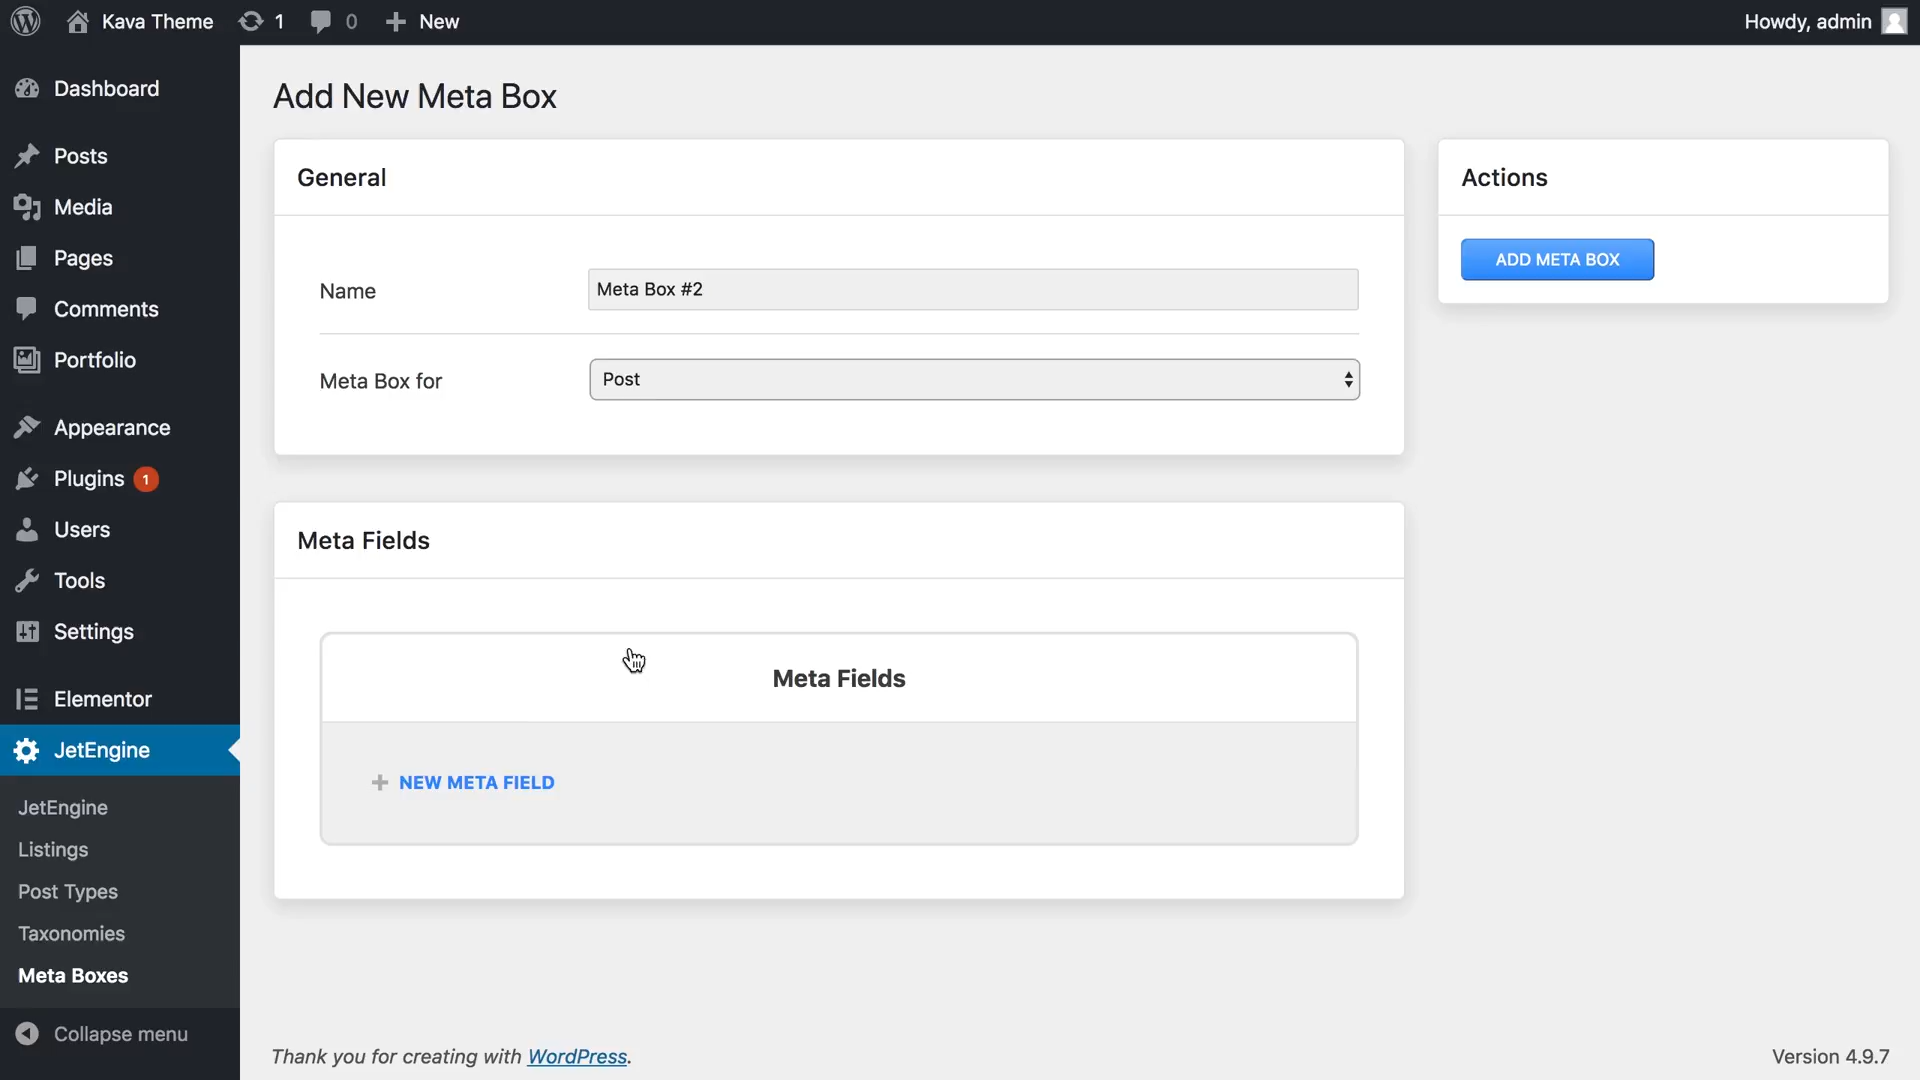 Kava Theme 1 0 New Howdy, admin
Dashboard
Posts
Media
Pages
Comments
Portfolio
Appearance
Plugins 1
Users
Tools
Settings
Elementor
JetEngine
JetEngine
Listings
Post Types
Taxonomies
Meta Boxes
Collapse menu
Add New Meta Box
General
Name Meta Box #2
Meta Box for Post
Meta Fields
Meta Fields
NEW META FIELD
Actions
ADD META BOX
Thank you for creating with WordPress.
Version 4.9.7